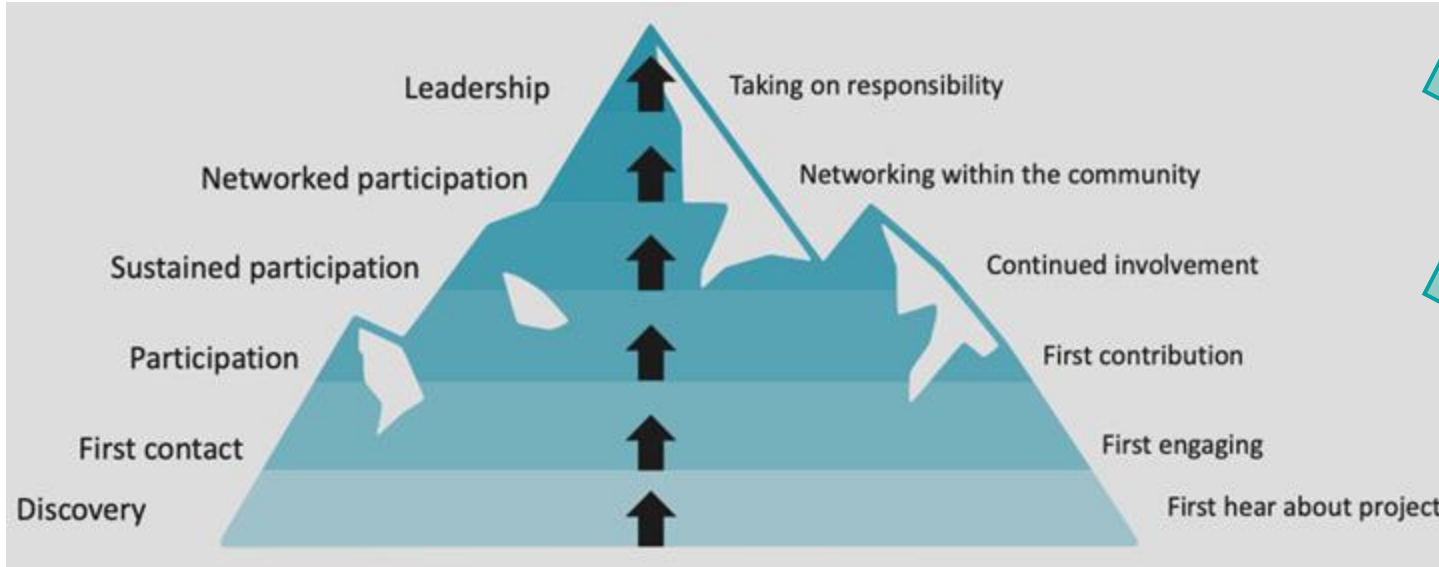 Leadership
Taking on responsibility
Networked participation
Networking within the community
Sustained participation
Continued involvement
Participation
First contribution
First contact
First engaging
Discovery
First hear about project